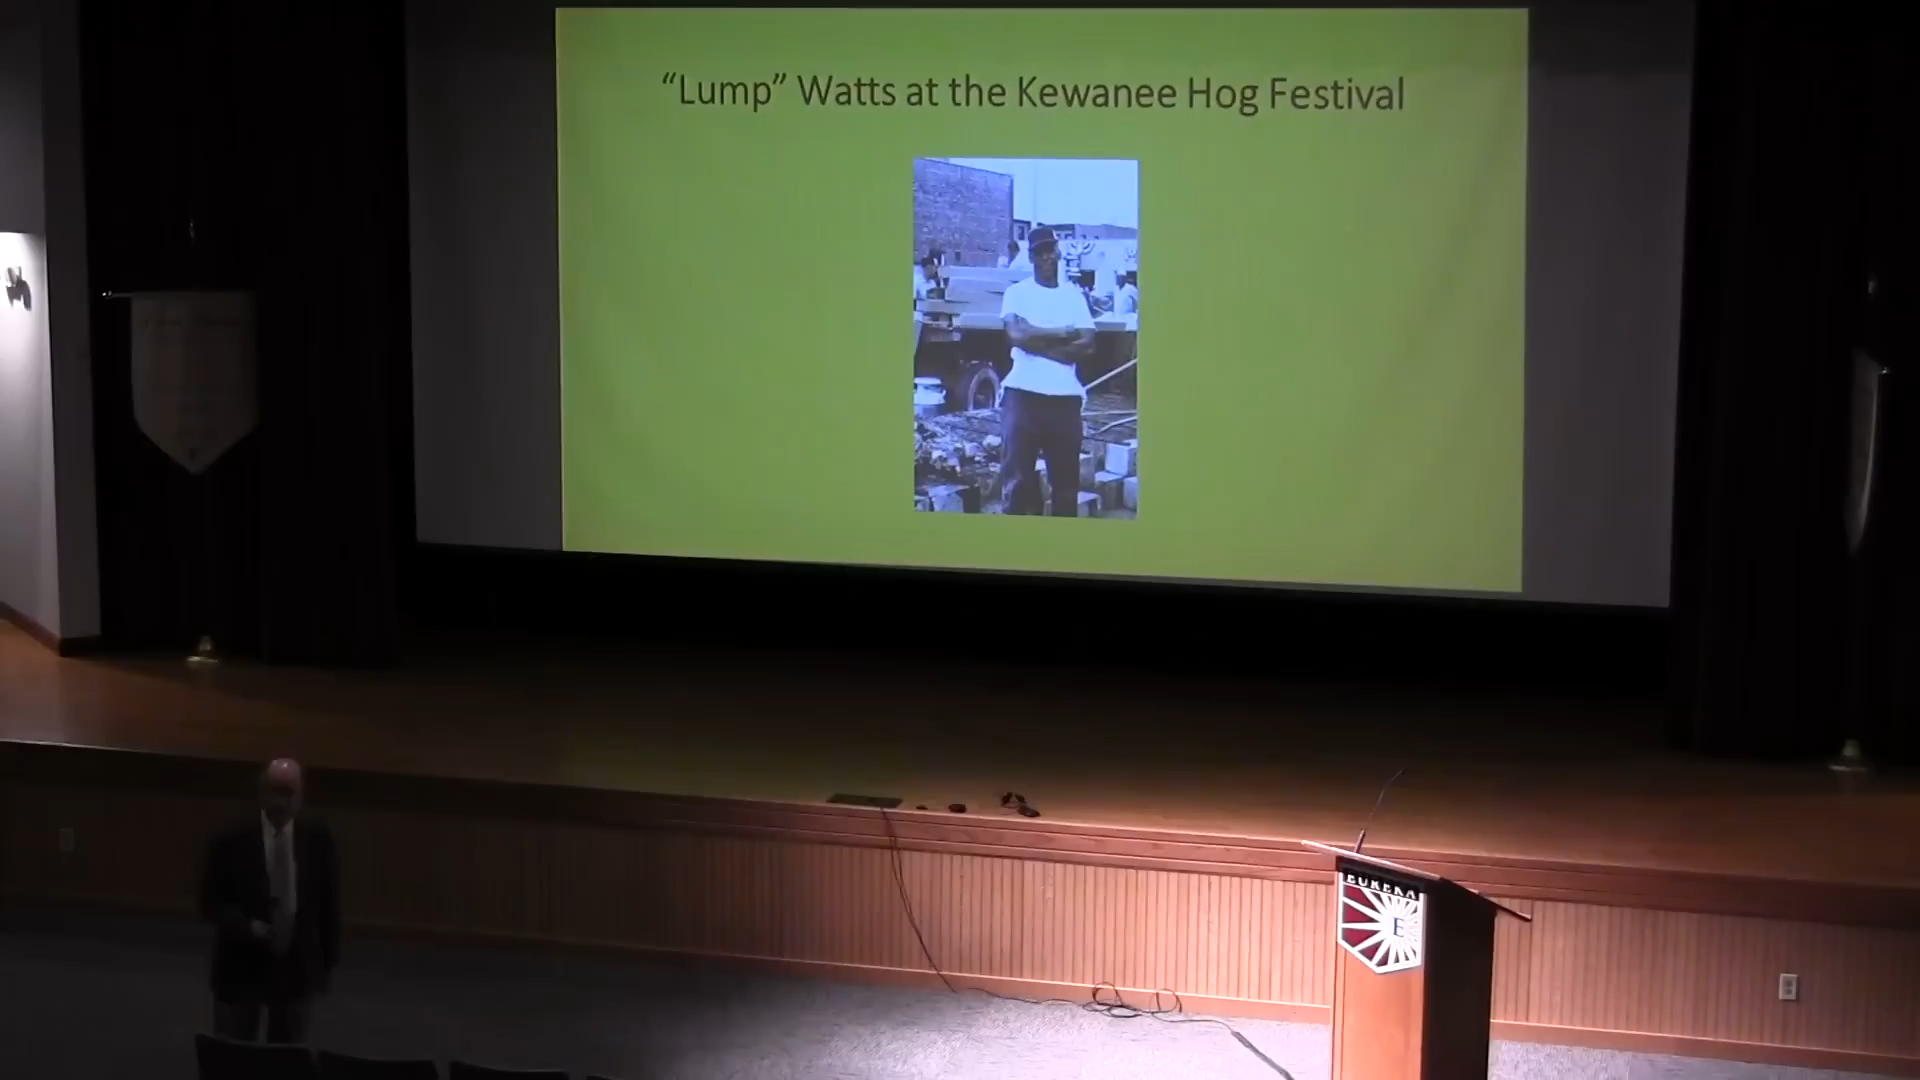 “Lump” Watts at the Kewanee Hog Festival
EUREKA
E